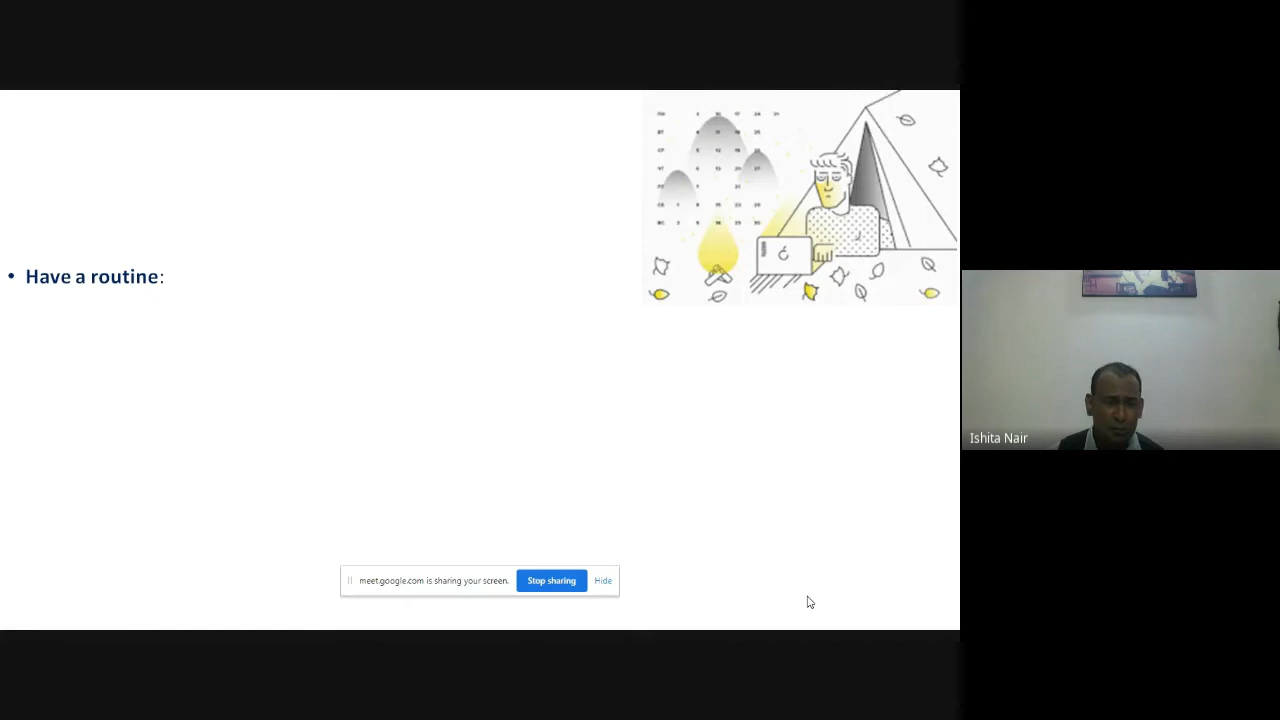 • Have a routine:
meet.google.com is sharing your screen. Stop sharing Hide
Ishita Nair